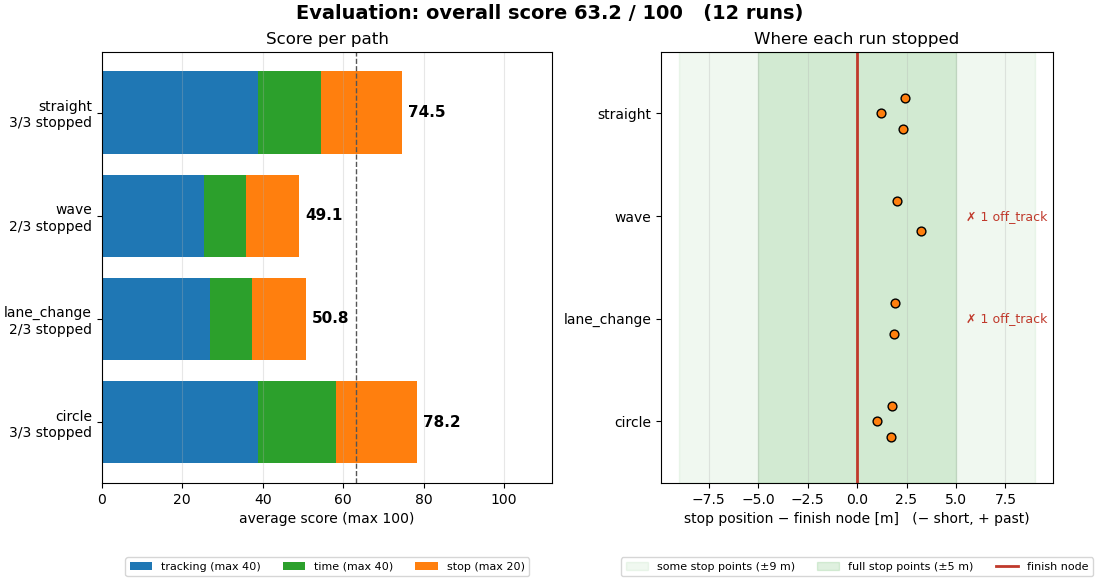 Evaluation: overall score 63.2 / 100   (12 runs)
Score per path
straight
3/3 stopped
74.5
wave
2/3 stopped
49.1
lane_change
2/3 stopped
50.8
circle
3/3 stopped
78.2
0 20 40 60 80 100
average score (max 100)
tracking (max 40) time (max 40) stop (max 20)
Where each run stopped
straight
wave
✗ 1 off_track
lane_change
✗ 1 off_track
circle
−7.5 −5.0 −2.5 0.0 2.5 5.0 7.5
stop position − finish node [m]   (− short, + past)
some stop points (±9 m) full stop points (±5 m) finish node